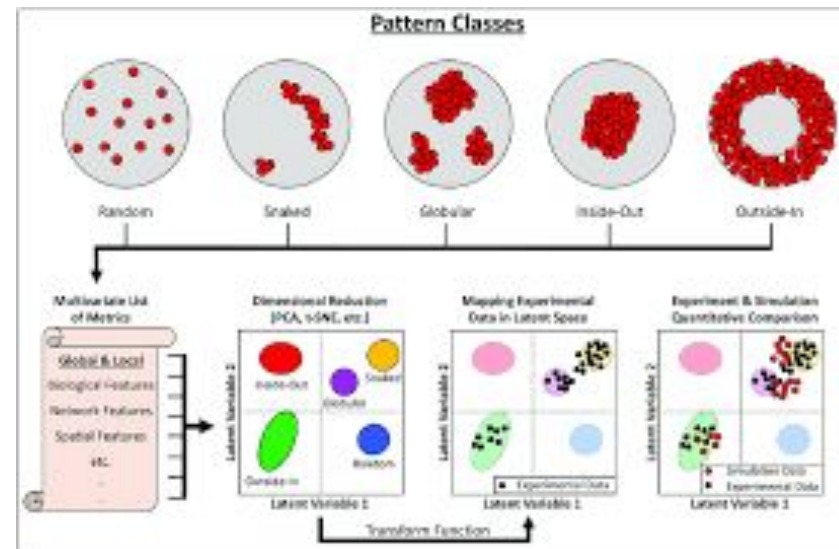 Pattern Classes
Random
Snaked
Globular
Inside-Out
Outside-In
Multivariate List
of Metrics
Global & Local
Biological Features
Network Features
Spatial Features
etc.
.
.
Dimensional Reduction
(PCA, t-SNE, etc.)
Latent Variable 2
Inside-Out
Snaked
Globular
Outside-In
Random
Latent Variable 1
Transform Function
Mapping Experimental
Data in Latent Space
Latent Variable 2
Experimental Data
Latent Variable 1
Experiment & Simulation
Quantitative Comparison
Latent Variable 2
Simulation Data
Experimental Data
Latent Variable 1